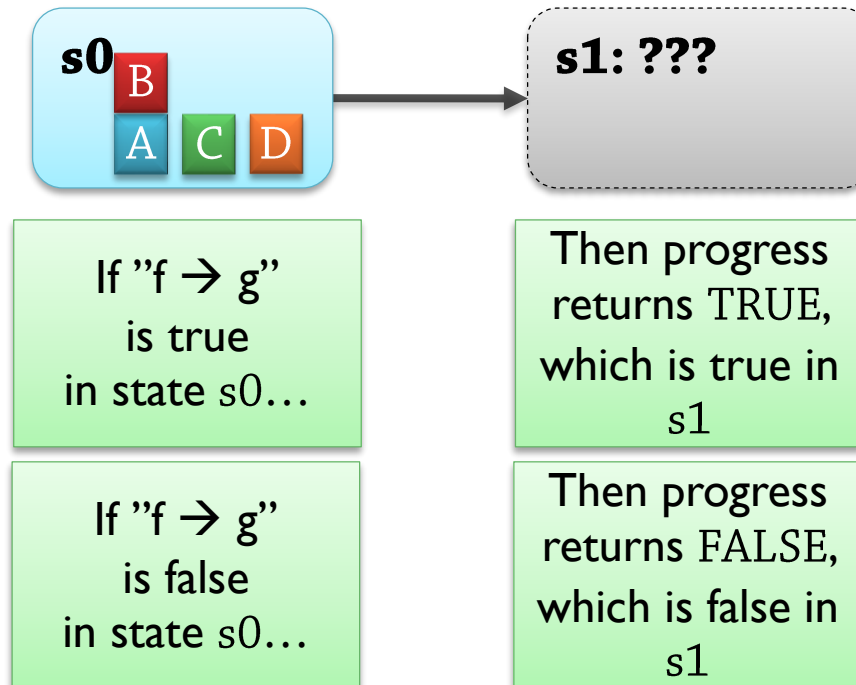 s0
B
A C D
s1: ???
If ”f → g”
is true
in state s0…
Then progress
returns TRUE,
which is true in
s1
If ”f → g”
is false
in state s0…
Then progress
returns FALSE,
which is false in
s1